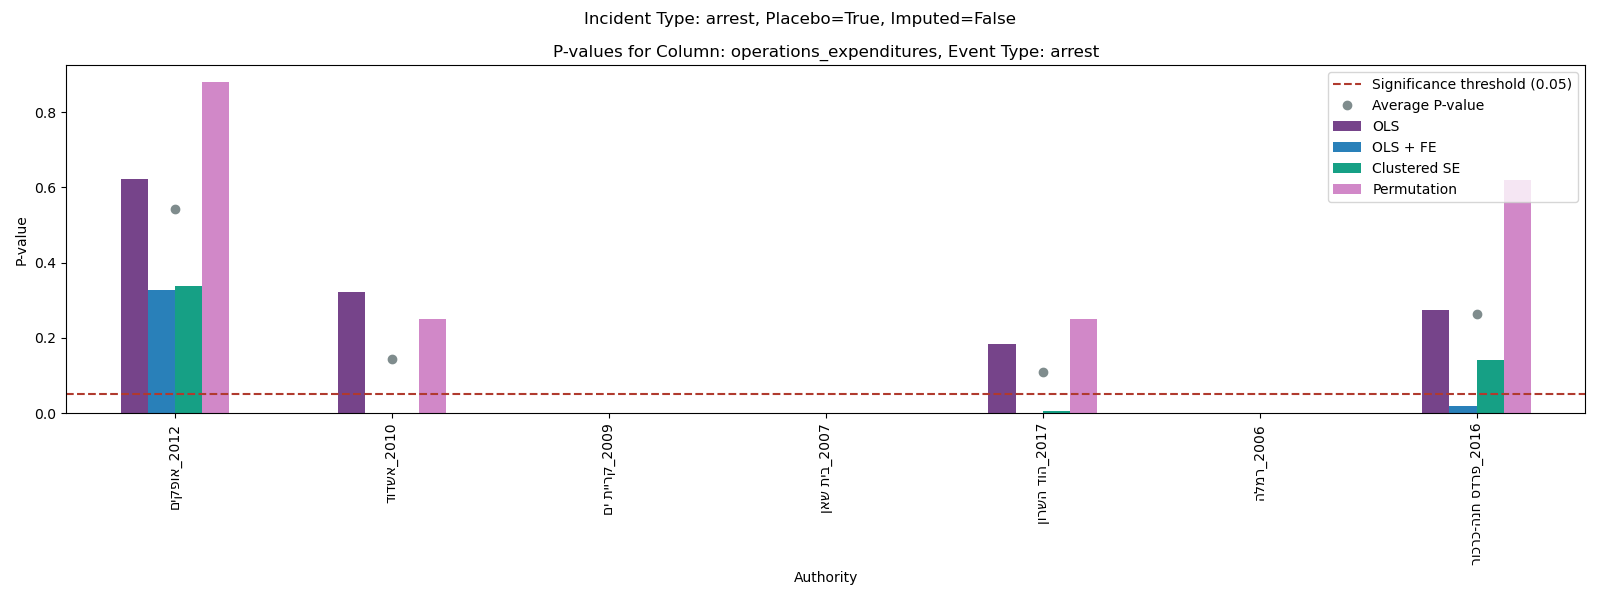 Incident Type: arrest, Placebo=True, Imputed=False
P-values for Column: operations_expenditures, Event Type: arrest
Significance threshold (0.05)
Average P-value
OLS
OLS + FE
Clustered SE
Permutation
P-value
0.8
0.6
0.4
0.2
0.0
אופקים_2012
אשדוד_2010
קריית ים_2009
בית שאן_2007
הוד השרון_2017
רמלה_2006
פרדס חנה-כרכור_2016
Authority